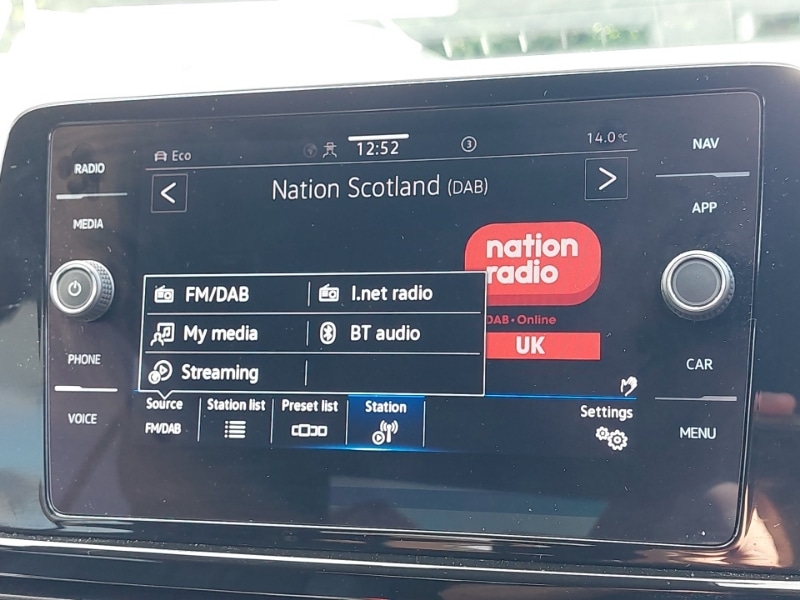 RADIO
MEDIA
PHONE
VOICE
Eco
12:52
3
14.0°C
Nation Scotland (DAB)
nation
radio
DAB • Online
UK
FM/DAB
I.net radio
My media
BT audio
Streaming
Source
FM/DAB
Station list
Preset list
Station
Settings
NAV
APP
CAR
MENU